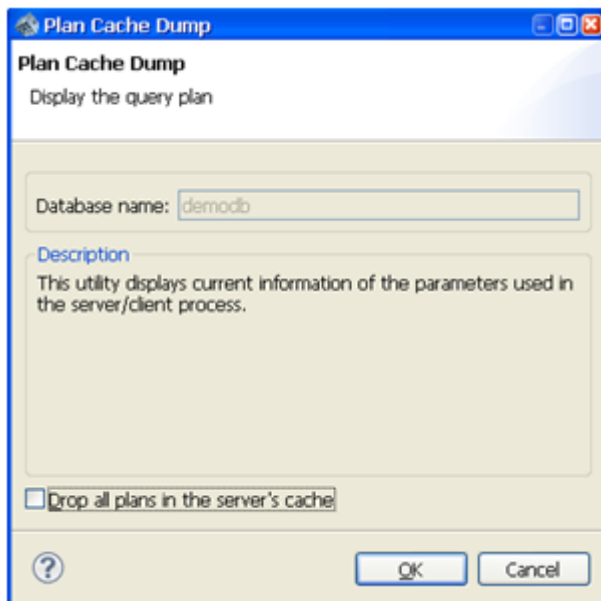 Plan Cache Dump
Plan Cache Dump
Display the query plan
Database name: demodb
Description
This utility displays current information of the parameters used in
the server/client process.
Drop all plans in the server's cache
?
OK
Cancel